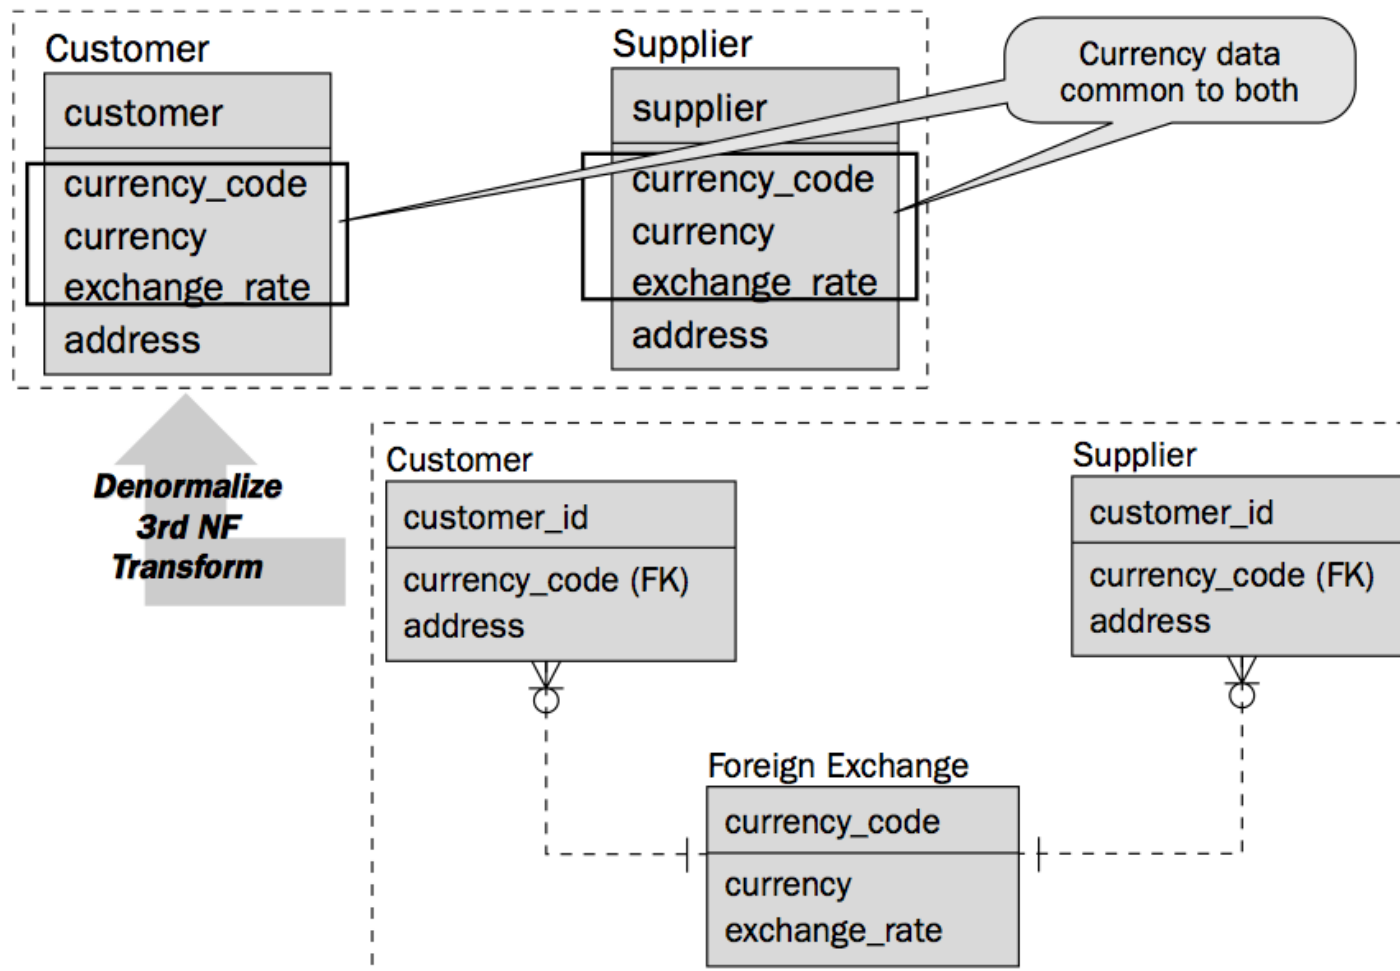 Customer
customer
currency_code
currency
exchange_rate
address
Supplier
supplier
currency_code
currency
exchange_rate
address
Currency data
common to both
Denormalize
3rd NF
Transform
Customer
customer_id
currency_code (FK)
address
Supplier
customer_id
currency_code (FK)
address
Foreign Exchange
currency_code
currency
exchange_rate